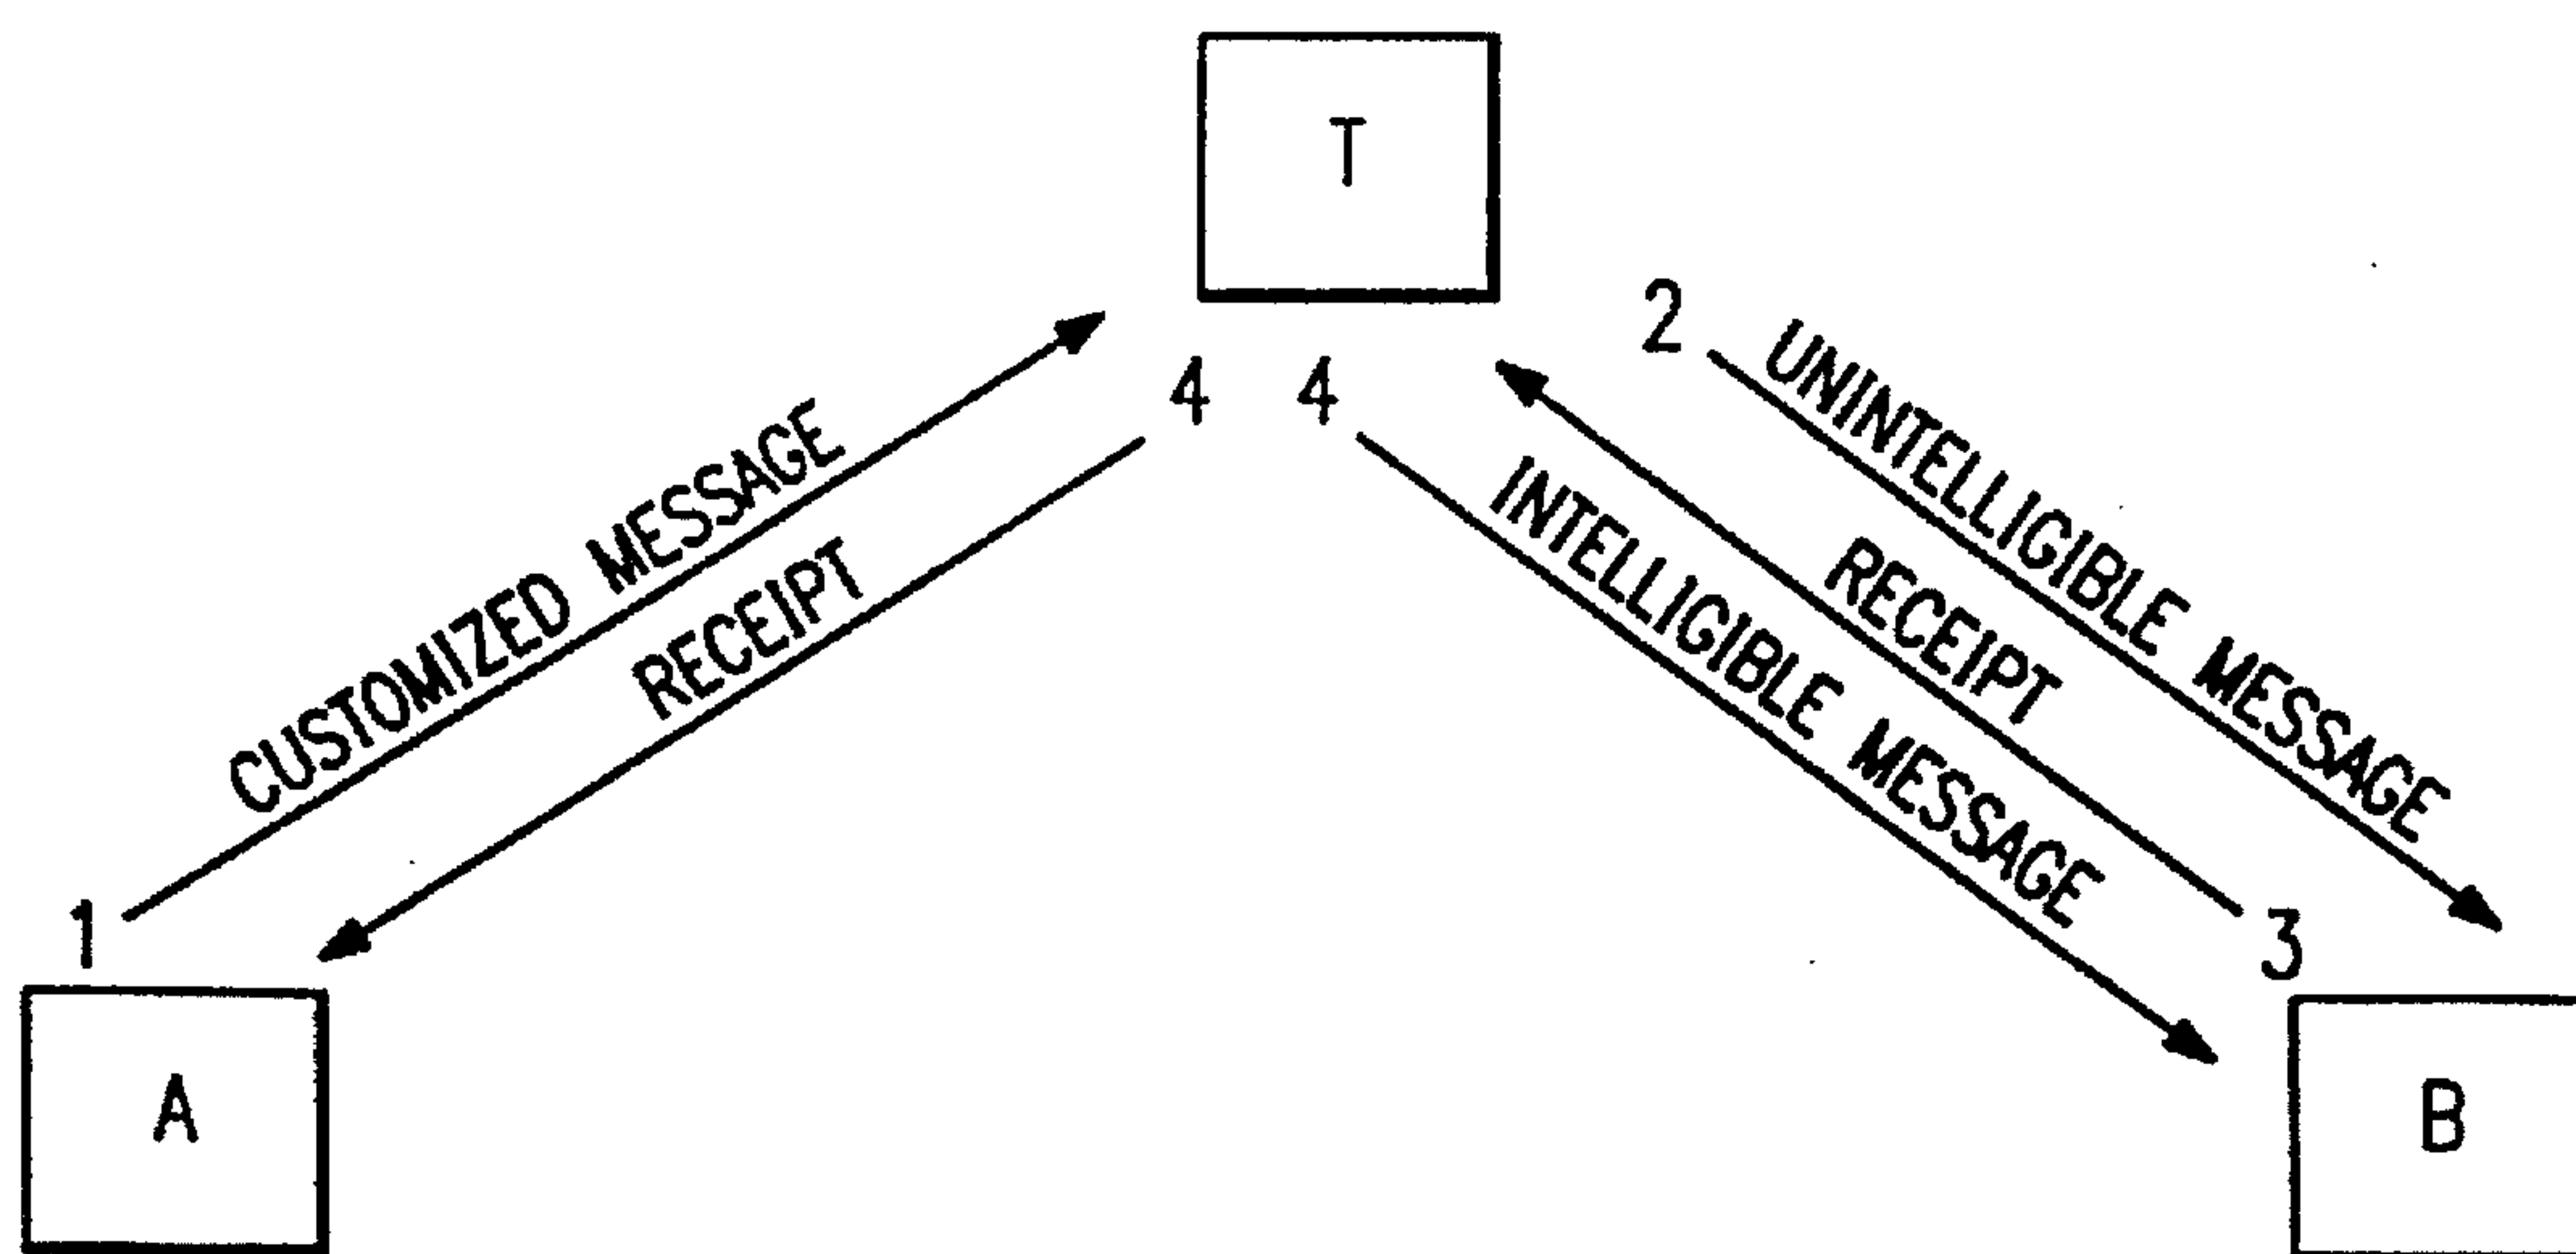 T
2
UNINTELLIGIBLE MESSAGE
4
4
CUSTOMIZED MESSAGE
RECEIPT
INTELLIGIBLE MESSAGE
RECEIPT
1
3
A
B